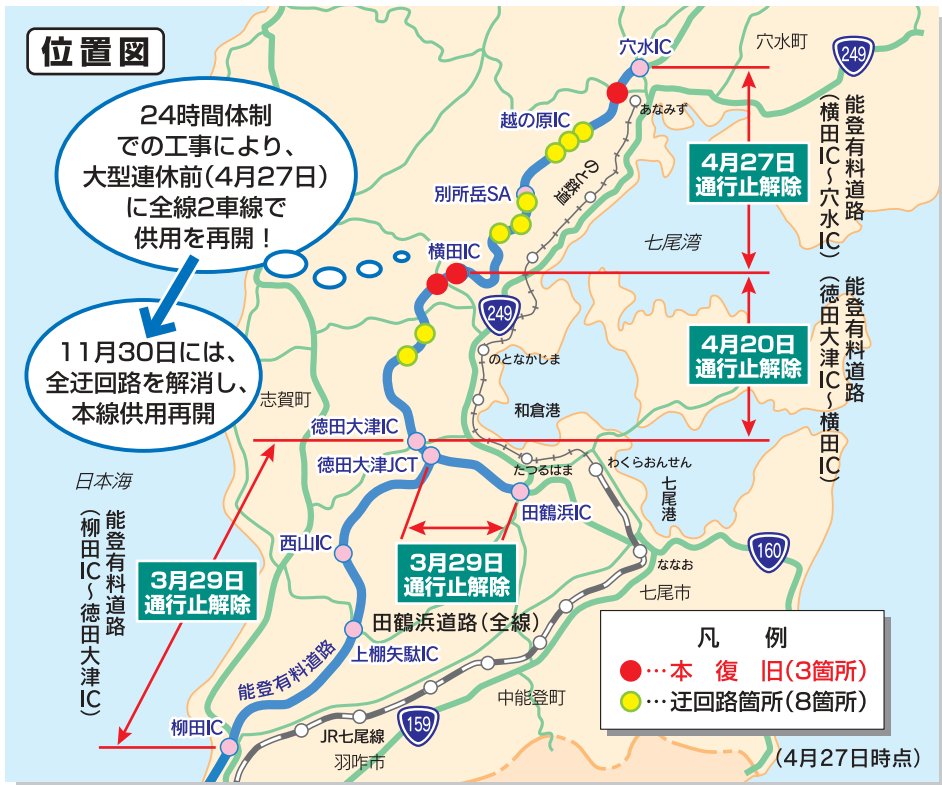 位置図
24時間体制
での工事により、
大型連休前(4月27日)
に全線2車線で
供用を再開！
11月30日には、
全迂回路を解消し、
本線供用再開
穴水IC
穴水町
249
あなみず
越の原IC
のと鉄道
別所岳SA
七尾湾
横田IC
249
のとなかじま
和倉港
志賀町
徳田大津IC
徳田大津JCT
たつるはま
わくらおんせん
七尾港
田鶴浜IC
日本海
西山IC
ななお
160
七尾市
田鶴浜道路(全線)
上棚矢駄IC
能登有料道路
中能登町
柳田IC
JR七尾線
159
羽咋市
4月27日
通行止解除
能登有料道路
(横田IC〜穴水IC)
4月20日
通行止解除
能登有料道路
(徳田大津IC〜横田IC)
3月29日
通行止解除
3月29日
通行止解除
能登有料道路
(柳田IC〜徳田大津IC)
凡　例
…本　復　旧(3箇所)
…迂回路箇所(8箇所)
(4月27日時点)